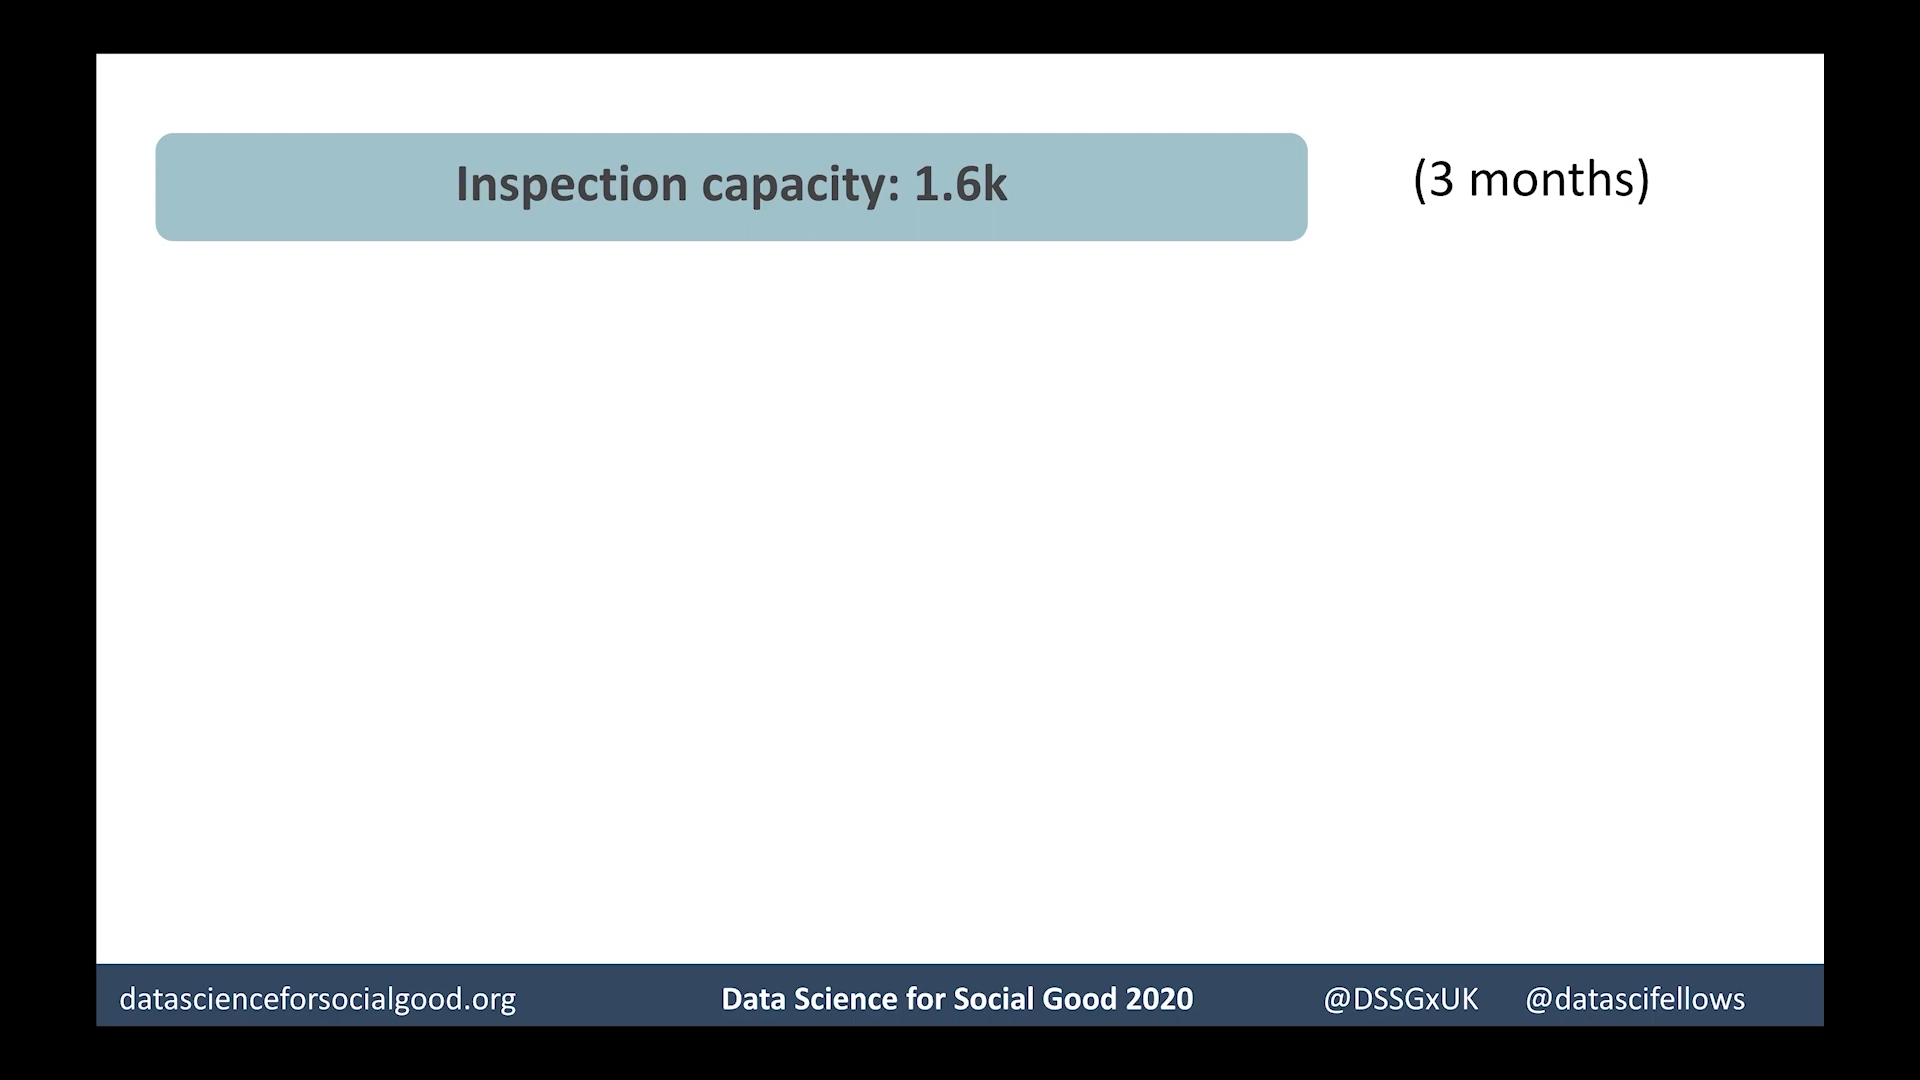 Inspection capacity: 1.6k
(3 months)
datascienceforsocialgood.org
Data Science for Social Good 2020
@DSSGxUK
@datascifellows